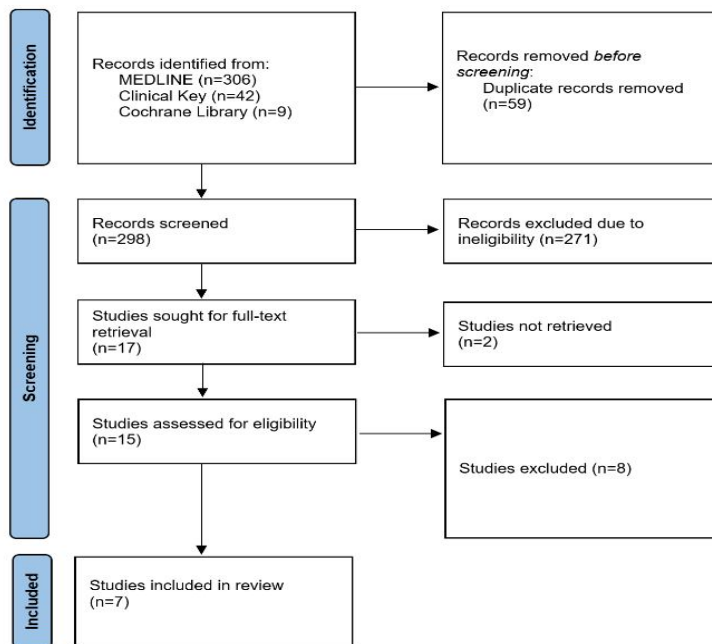 Identification
Records identified from:
MEDLINE (n=306)
Clinical Key (n=42)
Cochrane Library (n=9)
Records removed before
screening:
Duplicate records removed
(n=59)
Screening
Records screened
(n=298)
Records excluded due to
ineligibility (n=271)
Studies sought for full-text
retrieval
(n=17)
Studies not retrieved
(n=2)
Studies assessed for eligibility
(n=15)
Studies excluded (n=8)
Included
Studies included in review
(n=7)